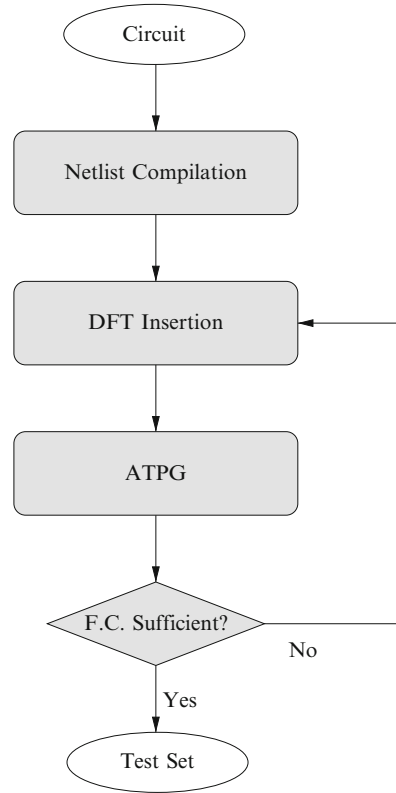 Circuit
Netlist Compilation
DFT Insertion
ATPG
F.C. Sufficient?
No
Yes
Test Set